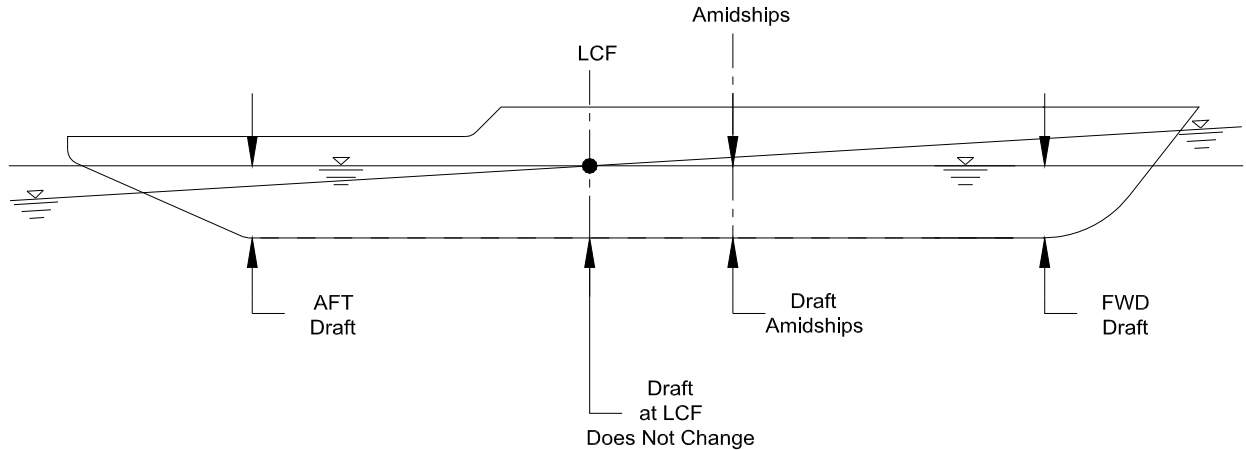 Amidships
LCF
AFT
Draft
Draft
Amidships
FWD
Draft
Draft
at LCF
Does Not Change